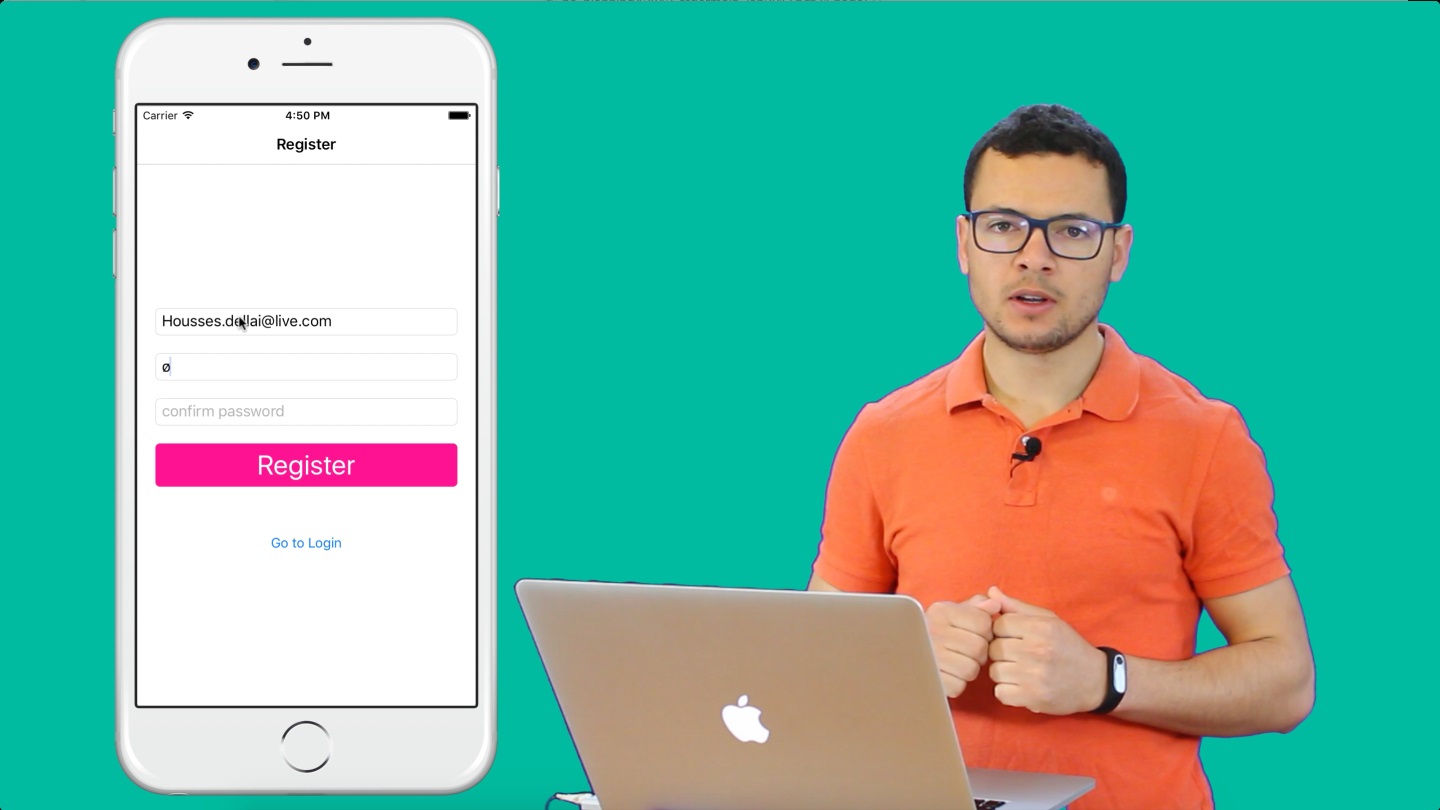 Carrier 4:50 PM
Register
Housses.dellai@live.com
ø
confirm password
Register
Go to Login